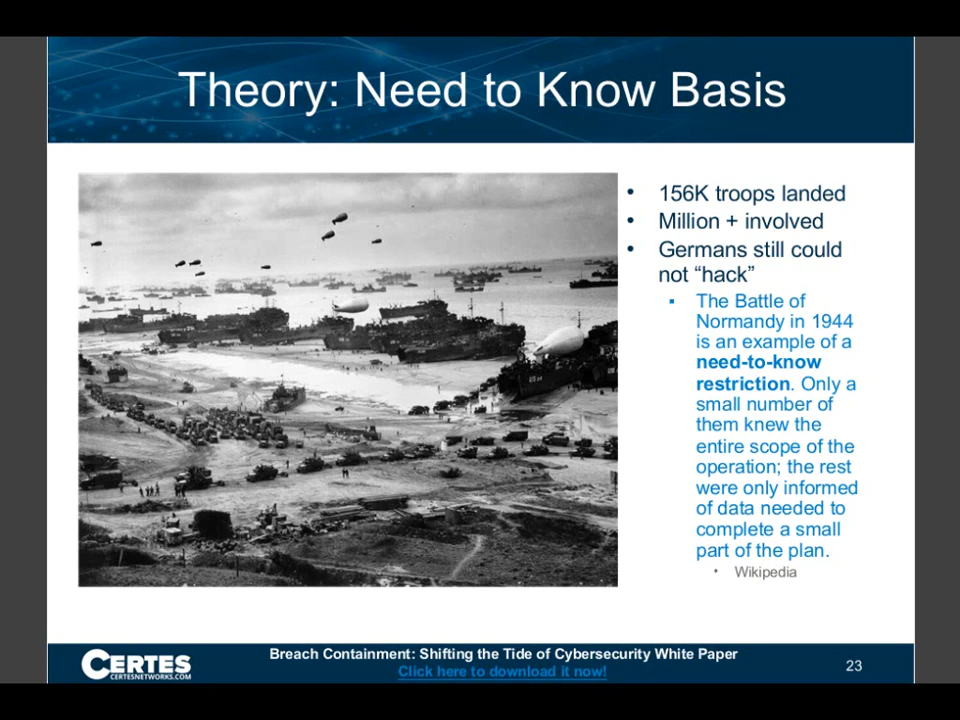 Theory: Need to Know Basis
• 156K troops landed
• Million + involved
• Germans still could
not “hack”
▪ The Battle of
Normandy in 1944
is an example of a
need-to-know
restriction. Only a
small number of
them knew the
entire scope of the
operation; the rest
were only informed
of data needed to
complete a small
part of the plan.
• Wikipedia
CERTES
CERTESNETWORKS.COM
Breach Containment: Shifting the Tide of Cybersecurity White Paper
Click here to download it now!
23